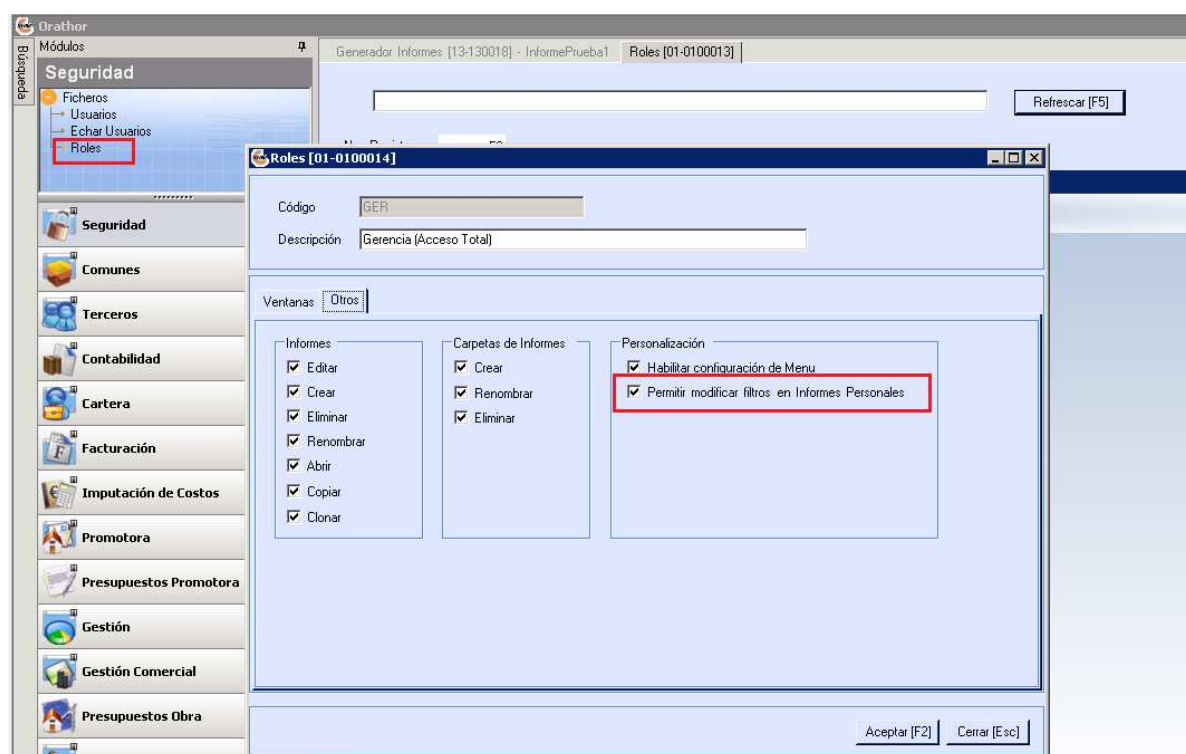 Orathor
Búsqueda
Módulos
Seguridad
Ficheros
Usuarios
Echar Usuarios
Roles
Generador Informes [13-130018] - InformePrueba1
Roles [01-0100013]
Refrescar [F5]
Roles [01-0100014]
Código
GER
Descripción
Gerencia (Acceso Total)
Ventanas
Otros
Informes
Editar
Crear
Eliminar
Renombrar
Abrir
Copiar
Clonar
Carpetas de Informes
Crear
Renombrar
Eliminar
Personalización
Habilitar configuración de Menu
Permitir modificar filtros en Informes Personales
Seguridad
Comunes
Terceros
Contabilidad
Cartera
Facturación
Imputación de Costos
Promotora
Presupuestos Promotora
Gestión
Gestión Comercial
Presupuestos Obra
Aceptar [F2]
Cerrar [Esc]